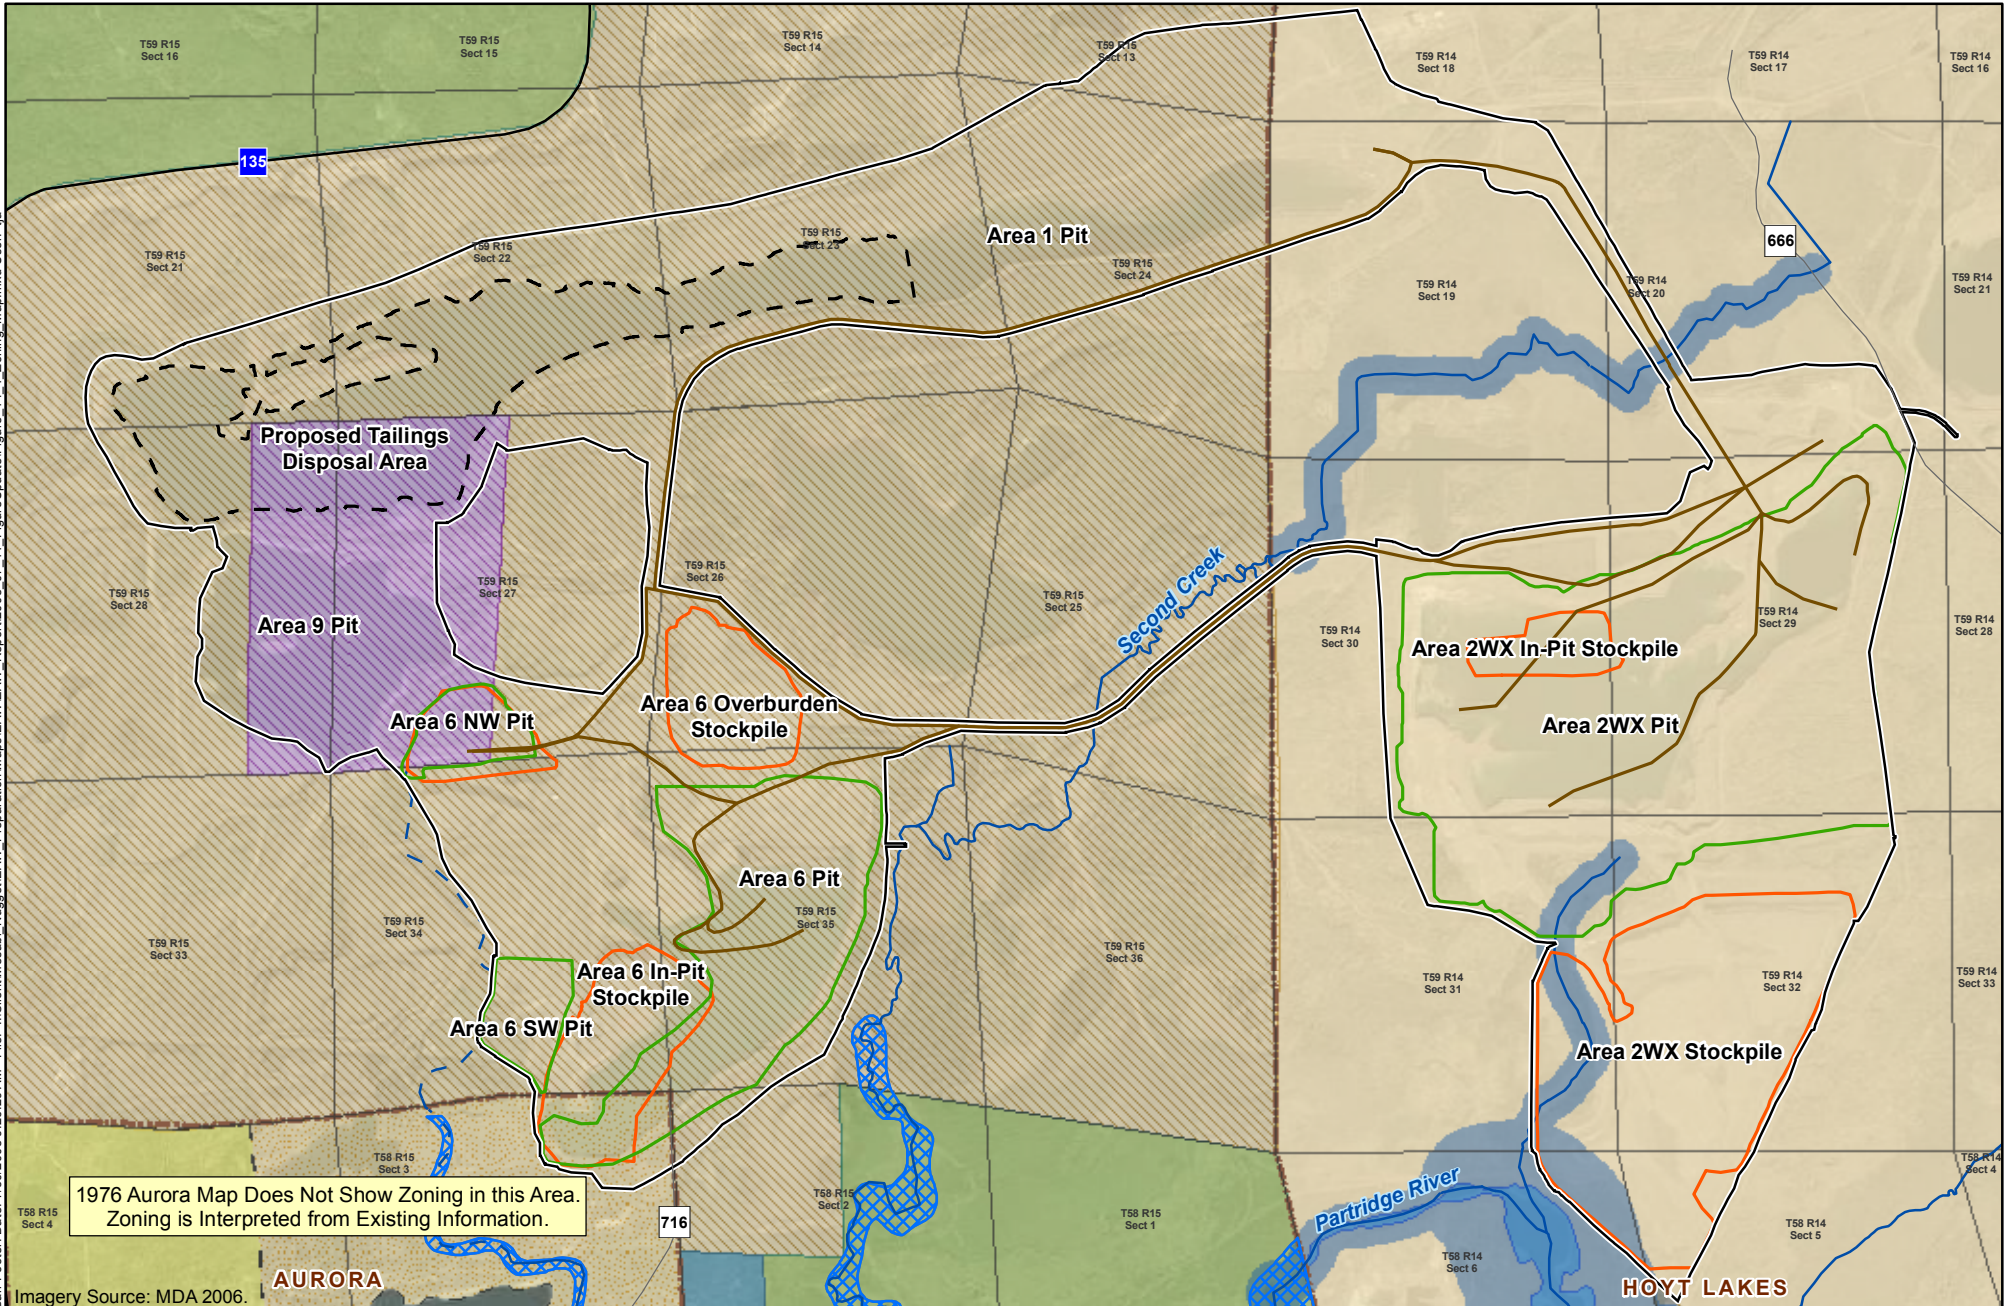 T59 R15
Sect 16
T59 R15
Sect 15
T59 R15
Sect 14
T59 R15
Sect 13
T59 R14
Sect 18
T59 R14
Sect 17
T59 R14
Sect 16
135
T59 R15
Sect 21
T59 R15
Sect 22
T59 R15
Sect 23
Area 1 Pit
T59 R15
Sect 24
T59 R14
Sect 19
T59 R14
Sect 20
666
T59 R14
Sect 21
Proposed Tailings
Disposal Area
T59 R15
Sect 28
Area 9 Pit
T59 R15
Sect 27
T59 R15
Sect 26
T59 R15
Sect 25
Second Creek
T59 R14
Sect 30
Area 2WX In-Pit Stockpile
T59 R14
Sect 29
T59 R14
Sect 28
Area 6 NW Pit
Area 6 Overburden
Stockpile
Area 2WX Pit
Area 6 Pit
T59 R15
Sect 35
T59 R15
Sect 34
T59 R15
Sect 33
T59 R15
Sect 36
Area 6 In-Pit
Stockpile
Area 6 SW Pit
T59 R14
Sect 31
T59 R14
Sect 32
T59 R14
Sect 33
Area 2WX Stockpile
T58 R15
Sect 3
T58 R14
Sect 4
1976 Aurora Map Does Not Show Zoning in this Area.
Zoning is Interpreted from Existing Information.
T58 R15
Sect 4
716
T58 R15
Sect 2
T58 R15
Sect 1
Partridge River
T58 R14
Sect 6
T58 R14
Sect 5
AURORA
HOYT LAKES
Imagery Source: MDA 2006.